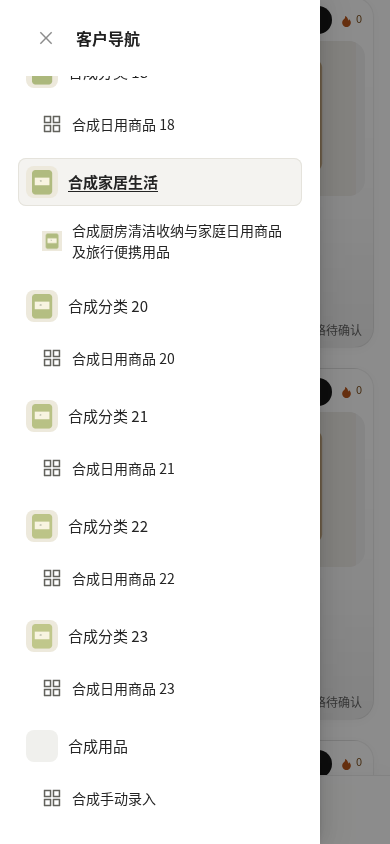 客户导航
合成日用商品 18
合成家居生活
合成厨房清洁收纳与家庭日用商品
及旅行便携用品
合成分类 20
合成日用商品 20
合成分类 21
合成日用商品 21
合成分类 22
合成日用商品 22
合成分类 23
合成日用商品 23
合成用品
合成手动录入
0
待确认
0
待确认
0